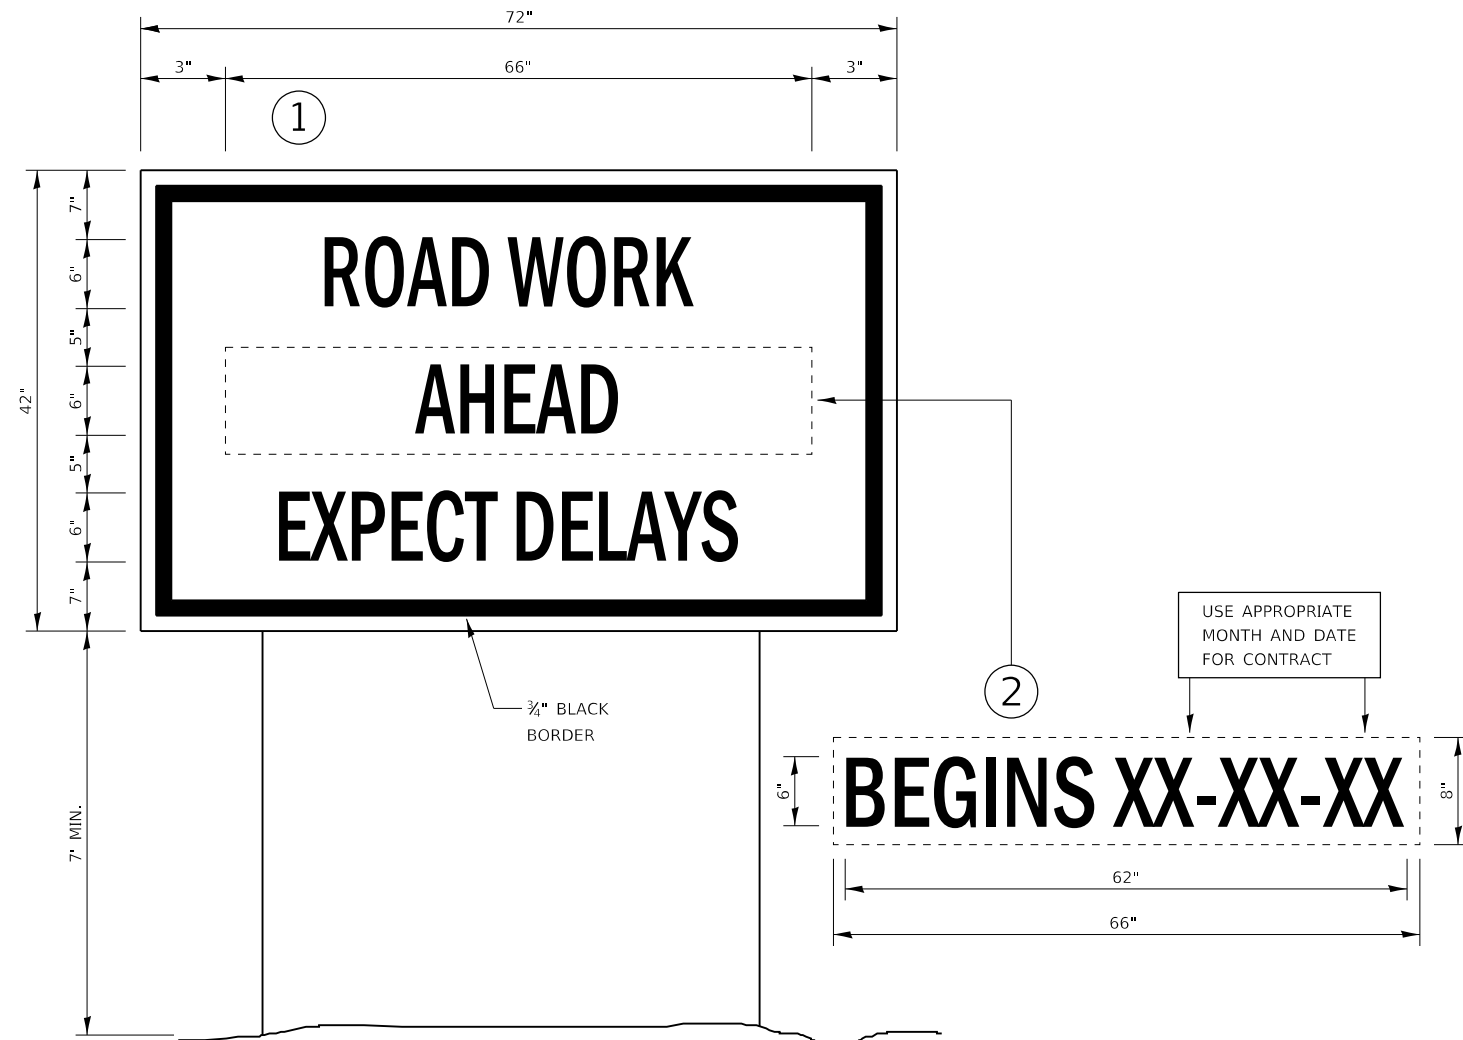 72"
3" 66" 3"
1
7"
6"
5"
6"
5"
6"
7"
42"
ROAD WORK
AHEAD
EXPECT DELAYS
7' MIN.
¾" BLACK
BORDER
2
USE APPROPRIATE
MONTH AND DATE
FOR CONTRACT
6"
BEGINS XX-XX-XX
8"
62"
66"